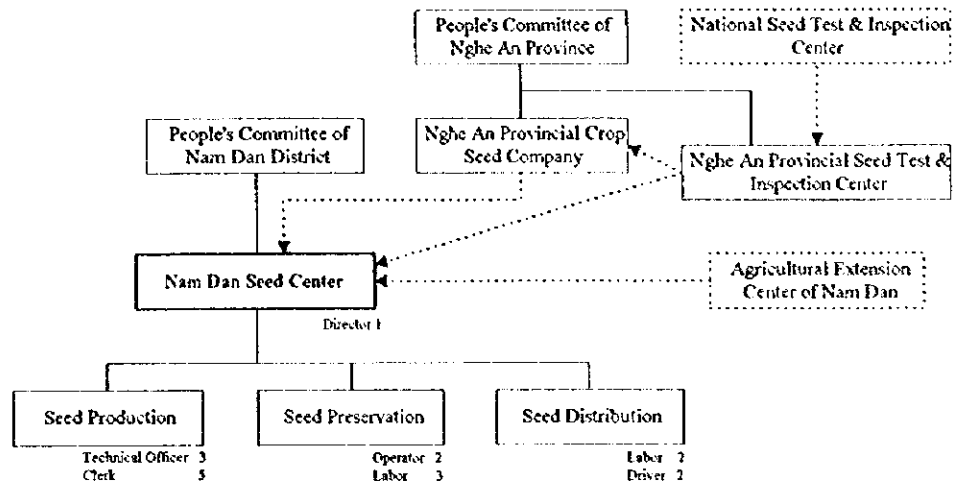 People's Committee of
Nghe An Province
National Seed Test & Inspection
Center
People's Committee of
Nam Dan District
Nghe An Provincial Crop
Seed Company
Nghe An Provincial Seed Test &
Inspection Center
Nam Dan Seed Center
Agricultural Extension
Center of Nam Dan
Director 1
Seed Production
Seed Preservation
Seed Distribution
Technical Officer 3
Clerk 5
Operator 2
Labor 3
Labor 2
Driver 2